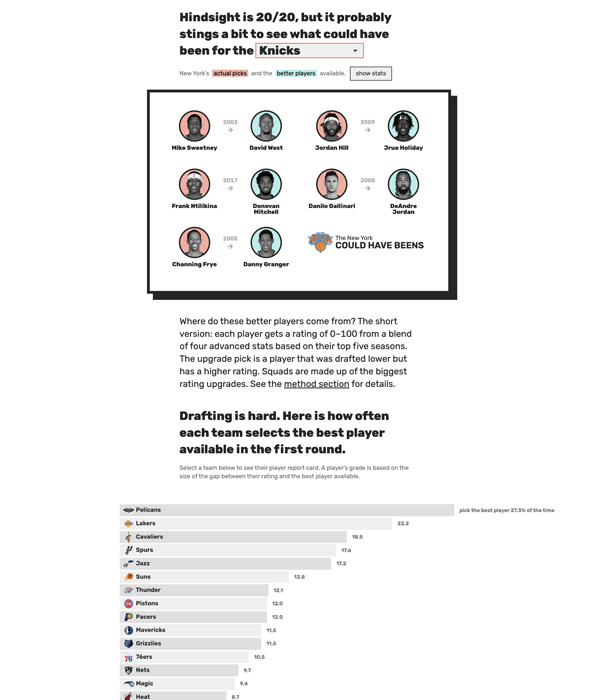 Hindsight is 20/20, but it probably
stings a bit to see what could have
been for the Knicks
New York's actual picks and the better players available. show stats
Mike Sweetney 2003 → David West
Jordan Hill 2009 → Jrue Holiday
Frank Ntilikina 2017 → Donovan Mitchell
Danilo Gallinari 2008 → DeAndre Jordan
Channing Frye 2005 → Danny Granger
The New York
COULD HAVE BEENS
Where do these better players come from? The short
version: each player gets a rating of 0–100 from a blend
of four advanced stats based on their top five seasons.
The upgrade pick is a player that was drafted lower but
has a higher rating. Squads are made up of the biggest
rating upgrades. See the method section for details.
Drafting is hard. Here is how often
each team selects the best player
available in the first round.
Select a team below to see their player report card. A player's grade is based on the
size of the gap between their rating and the best player available.
Pelicans pick the best player 27.3% of the time
Lakers 22.2
Cavaliers 18.5
Spurs 17.6
Jazz 17.2
Suns 13.8
Thunder 12.1
Pistons 12.0
Pacers 12.0
Mavericks 11.5
Grizzlies 11.5
76ers 10.5
Nets 9.7
Magic 9.4
Heat 8.7